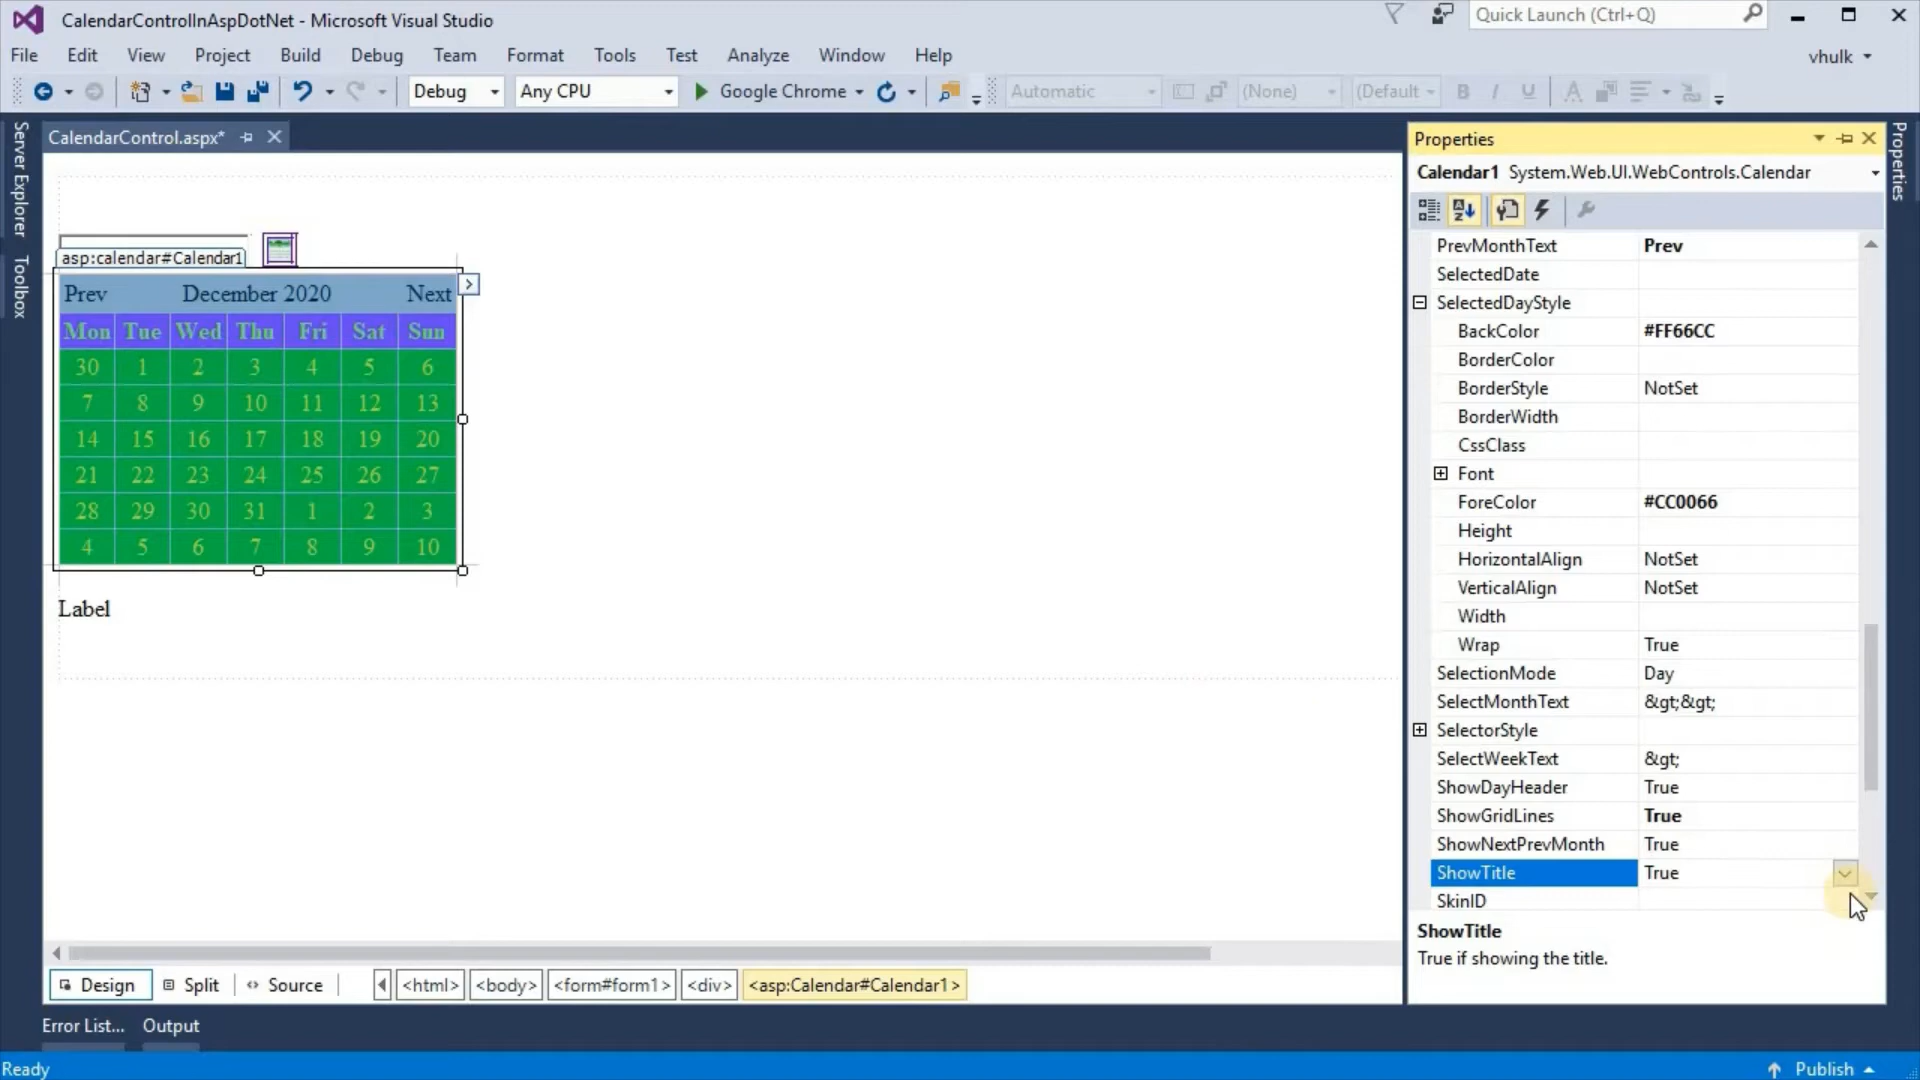 CalendarControlInAspDotNet - Microsoft Visual Studio
Quick Launch (Ctrl+Q)
File Edit View Project Build Debug Team Format Tools Test Analyze Window Help
vhulk
Debug Any CPU Google Chrome Automatic (None) (Default
Server Explorer
Toolbox
CalendarControl.aspx*
asp:calendar#Calendar1
Prev December 2020 Next
Mon Tue Wed Thu Fri Sat Sun
30 1 2 3 4 5 6
7 8 9 10 11 12 13
14 15 16 17 18 19 20
21 22 23 24 25 26 27
28 29 30 31 1 2 3
4 5 6 7 8 9 10
Label
Properties
Properties
Calendar1 System.Web.UI.WebControls.Calendar
PrevMonthText Prev
SelectedDate
SelectedDayStyle
BackColor #FF66CC
BorderColor
BorderStyle NotSet
BorderWidth
CssClass
Font
ForeColor #CC0066
Height
HorizontalAlign NotSet
VerticalAlign NotSet
Width
Wrap True
SelectionMode Day
SelectMonthText &gt;&gt;
SelectorStyle
SelectWeekText &gt;
ShowDayHeader True
ShowGridLines True
ShowNextPrevMonth True
ShowTitle True
SkinID
ShowTitle
True if showing the title.
Design Split Source <html> <body> <form#form1> <div> <asp:Calendar#Calendar1>
Error List... Output
Ready
Publish